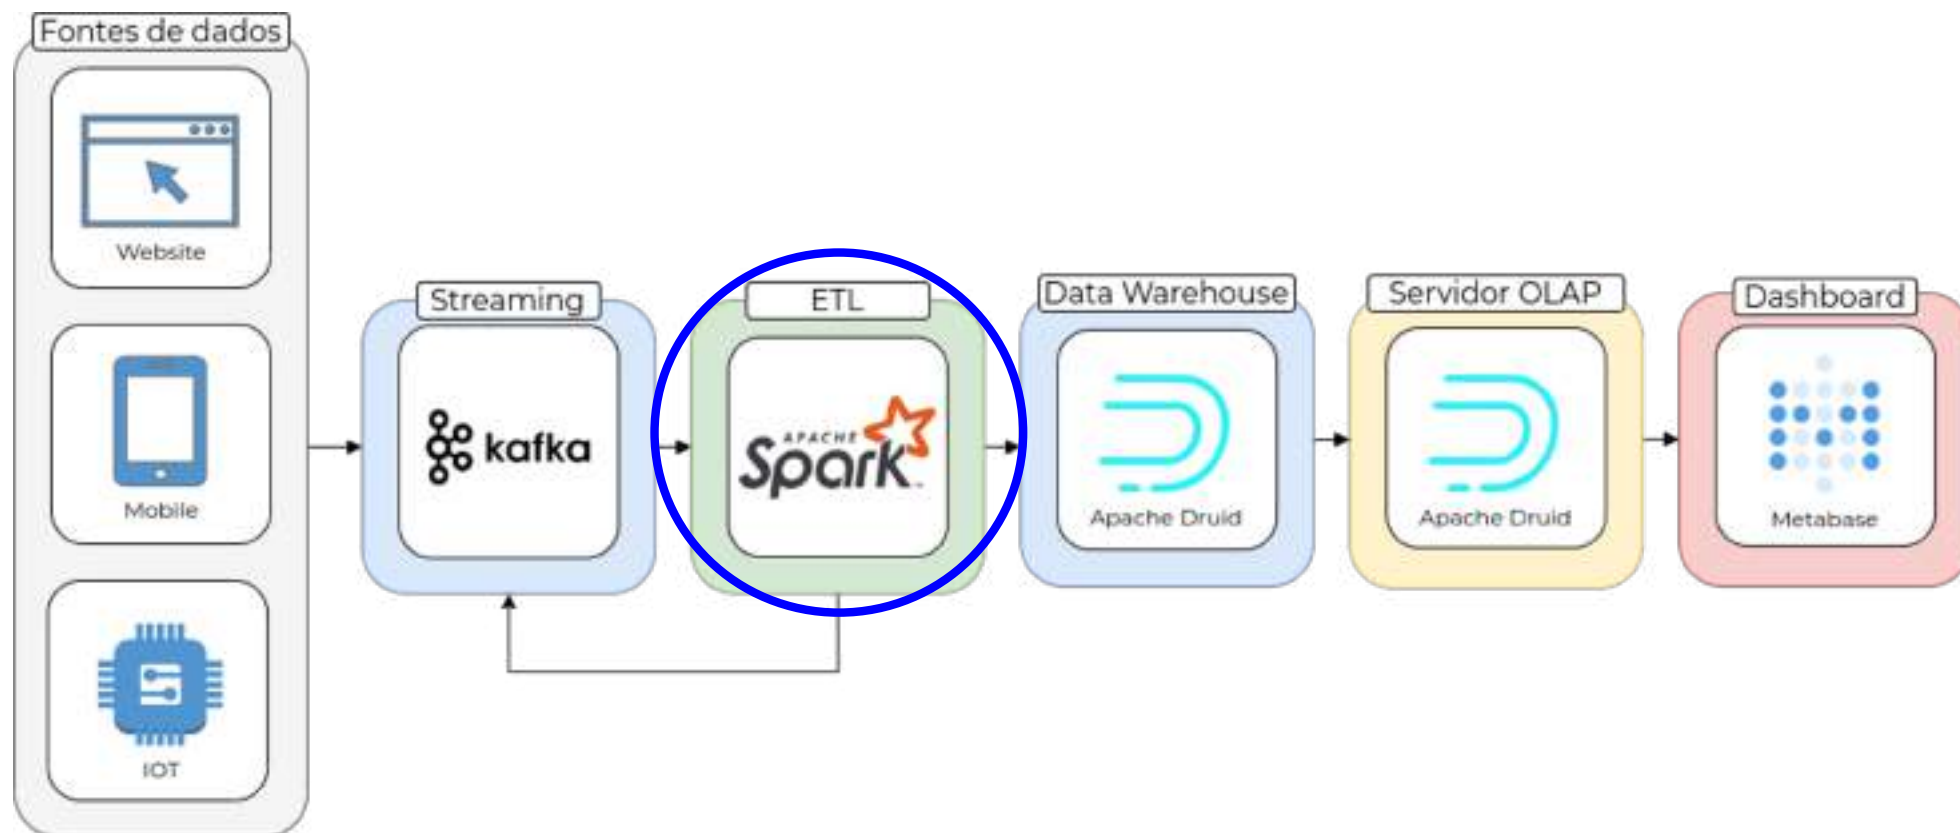 Fontes de dados
Website
Mobile
IOT
Streaming
kafka
ETL
APACHE
Spark
Data Warehouse
Apache Druid
Servidor OLAP
Apache Druid
Dashboard
Metabase